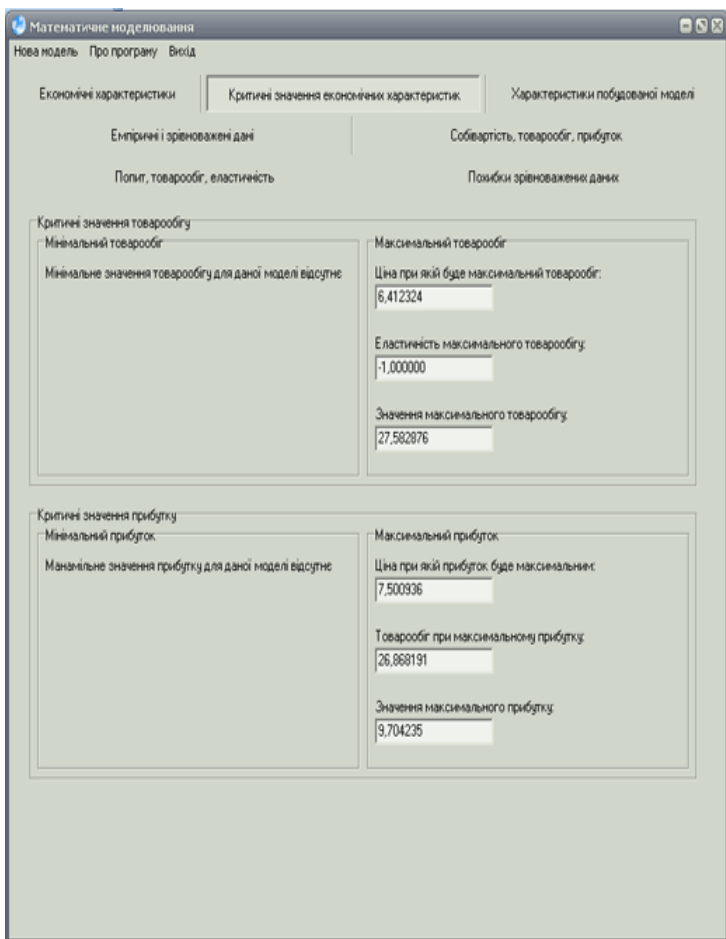 Математичне моделювання
Нова модель Про програму Вихід
Економічні характеристики Критичні значення економічних характеристик Характеристики побудованої моделі
Емпіричні і зрівноважені дані Собівартість, товарообіг, прибуток
Попит, товарообіг, еластичність Похибки зрівноважених даних
Критичні значення товарообігу
Мінімальний товарообіг
Мінімальне значення товарообігу для даної моделі відсутнє
Максимальний товарообіг
Ціна при якій буде максимальний товарообіг:
6,412324
Еластичність максимального товарообігу:
-1,000000
Значення максимального товарообігу:
27,582876
Критичні значення прибутку
Мінімальний прибуток
Манамільне значення прибутку для даної моделі відсутнє
Максимальний прибуток
Ціна при якій прибуток буде максимальним:
7,500936
Товарообіг при максимальному прибутку:
26,868191
Значення максимального прибутку:
9,704235